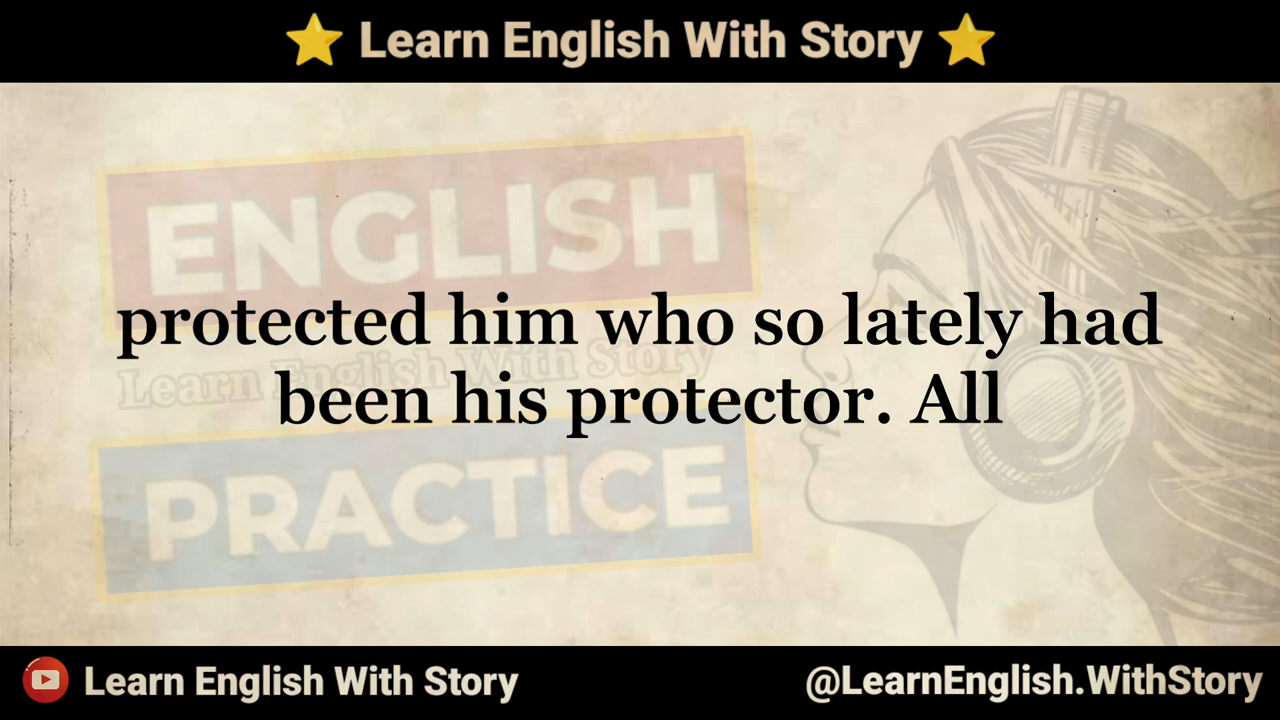 ⭐ Learn English With Story ⭐
ENGLISH
protected him who so lately had
Learn English With Story
been his protector. All
PRACTICE
Learn English With Story
@LearnEnglish.WithStory